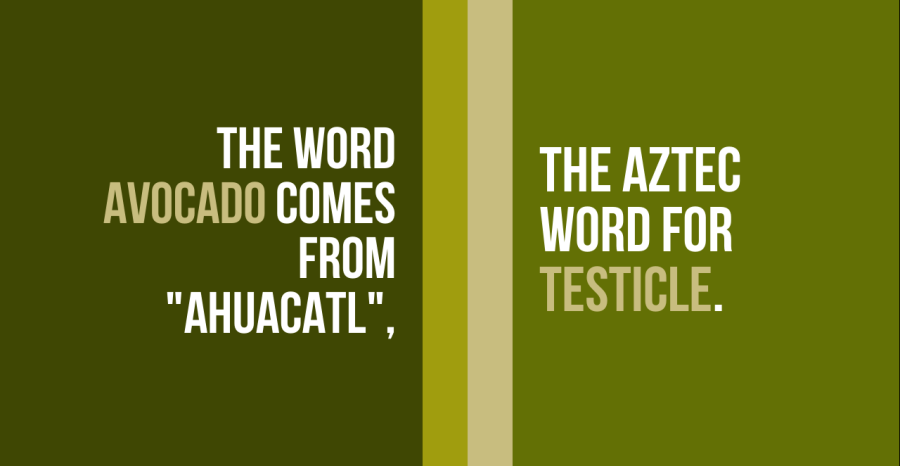 THE WORD
AVOCADO COMES
FROM
"AHUACATL",
THE AZTEC
WORD FOR
TESTICLE.